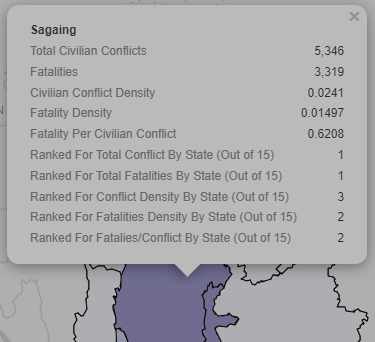 Sagaing
Total Civilian Conflicts 5,346
Fatalities 3,319
Civilian Conflict Density 0.0241
Fatality Density 0.01497
Fatality Per Civilian Conflict 0.6208
Ranked For Total Conflict By State (Out of 15) 1
Ranked For Total Fatalities By State (Out of 15) 1
Ranked For Conflict Density By State (Out of 15) 3
Ranked For Fatalities Density By State (Out of 15) 2
Ranked For Fatalies/Conflict By State (Out of 15) 2